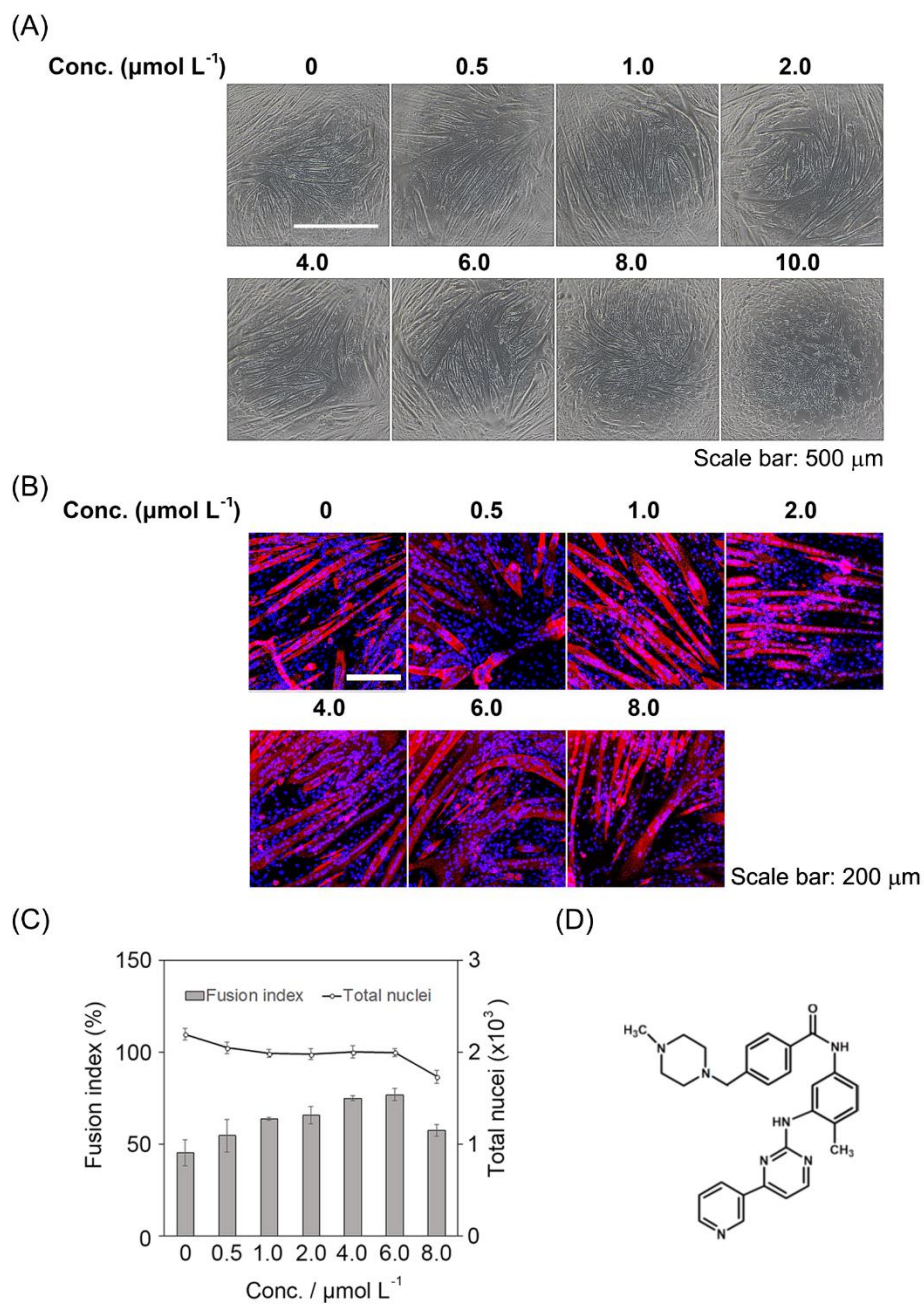 (A)
Conc. (µmol L⁻¹) 0 0.5 1.0 2.0
4.0 6.0 8.0 10.0
Scale bar: 500 µm
(B)
Conc. (µmol L⁻¹) 0 0.5 1.0 2.0
4.0 6.0 8.0
Scale bar: 200 µm
(C)
Fusion index (%)
150
100
50
0
Fusion index Total nuclei
3
2
1
0
Total nucei (x10³)
0 0.5 1.0 2.0 4.0 6.0 8.0
Conc. / µmol L⁻¹
(D)
O
H₃C
N
N
NH
HN
CH₃
N
N
N